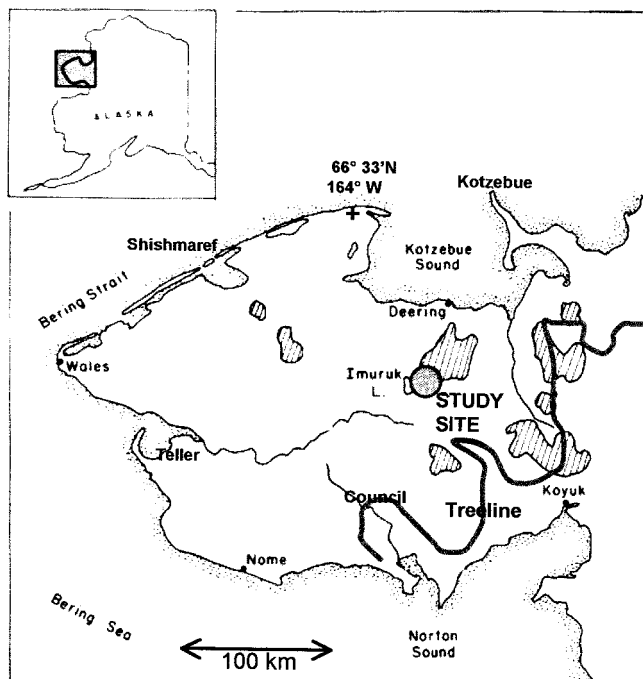 ALASKA
66° 33'N
164° W
Kotzebue
Shishmaref
Kotzebue
Sound
Bering Strait
Deering
Wales
Imuruk
L.
STUDY
SITE
Teller
Council
Treeline
Koyuk
Nome
Bering Sea
Norton
Sound
100 km